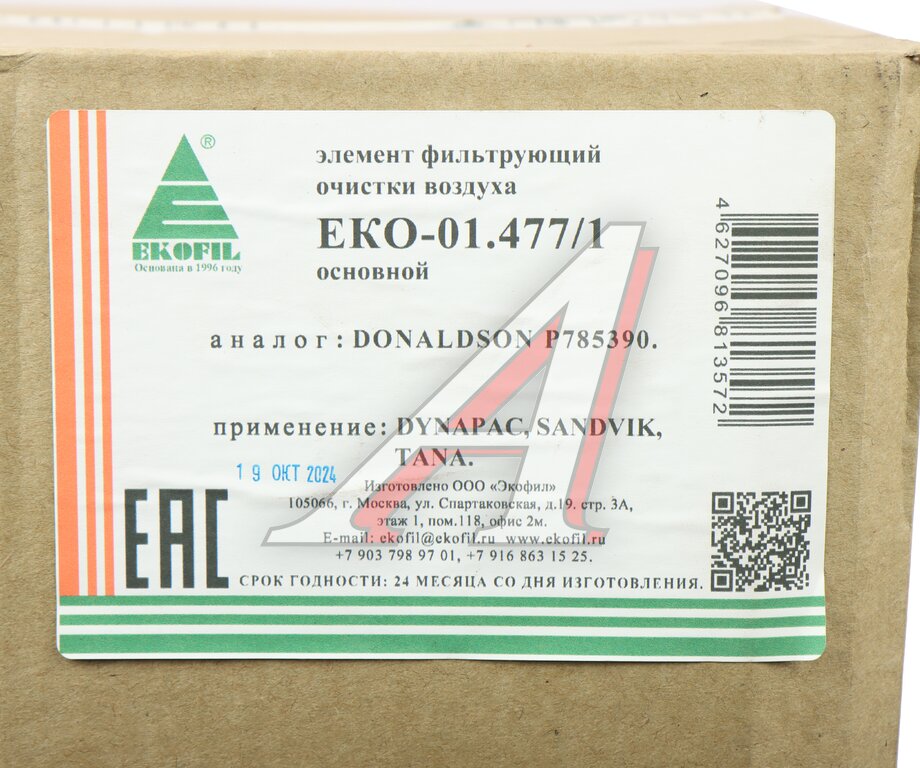 ®
EKOFIL
Основана в 1996 году
элемент фильтрующий
очистки воздуха
ЕКО-01.477/1
основной
аналог: DONALDSON P785390.
применение: DYNAPAC, SANDVIK,
TANA.
19 ОКТ 2024
Изготовлено ООО «Экофил»
105066, г. Москва, ул. Спартаковская, д.19. стр. 3А,
этаж 1, пом.118, офис 2м.
E-mail: ekofil@ekofil.ru www.ekofil.ru
+7 903 798 97 01, +7 916 863 15 25.
СРОК ГОДНОСТИ: 24 МЕСЯЦА СО ДНЯ ИЗГОТОВЛЕНИЯ.
EAC
4 627096 813572